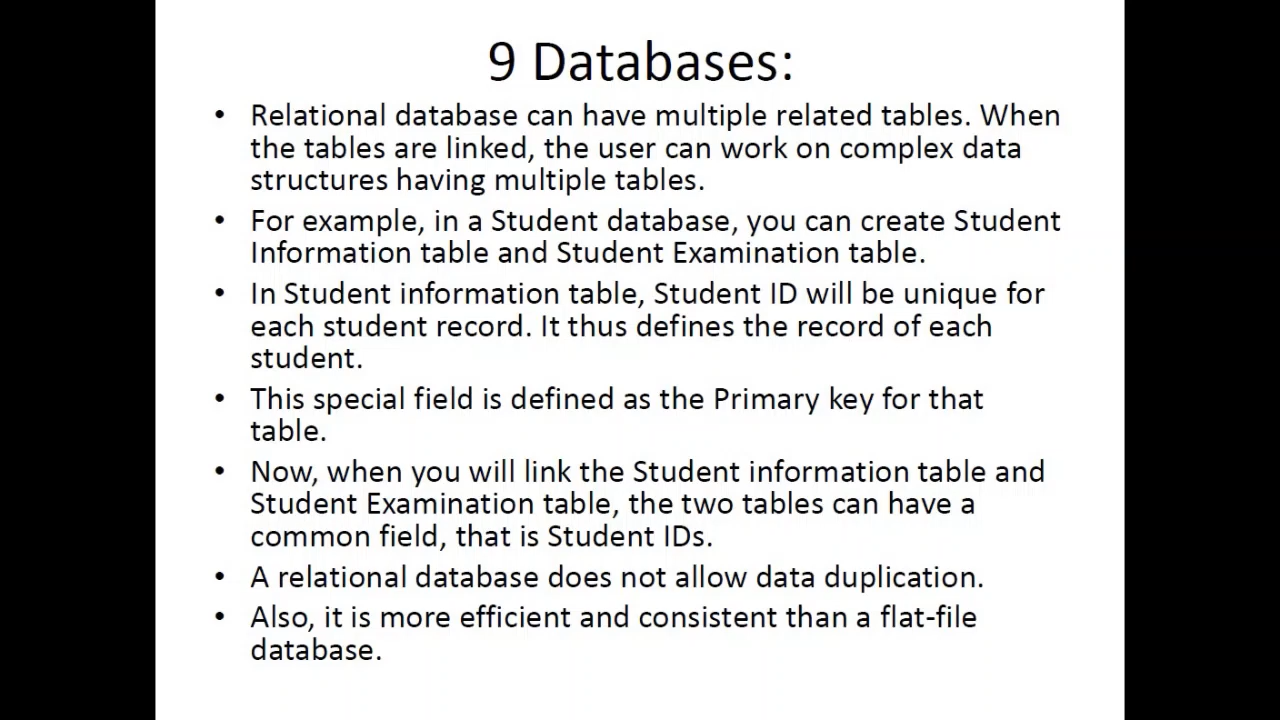 9 Databases:
• Relational database can have multiple related tables. When
the tables are linked, the user can work on complex data
structures having multiple tables.
• For example, in a Student database, you can create Student
Information table and Student Examination table.
• In Student information table, Student ID will be unique for
each student record. It thus defines the record of each
student.
• This special field is defined as the Primary key for that
table.
• Now, when you will link the Student information table and
Student Examination table, the two tables can have a
common field, that is Student IDs.
• A relational database does not allow data duplication.
• Also, it is more efficient and consistent than a flat-file
database.